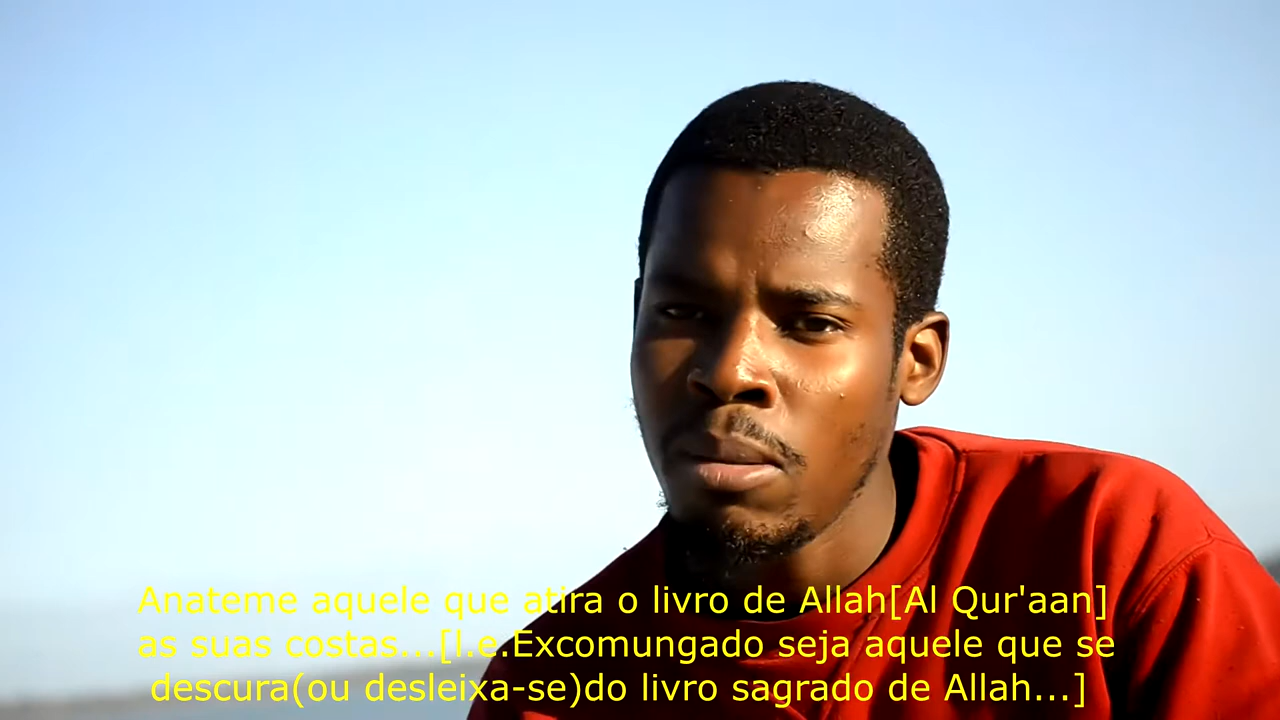 Anateme aquele que atira o livro de Allah[Al Qur'aan]
as suas costas...[I.e.Excomungado seja aquele que se
descura(ou desleixa-se)do livro sagrado de Allah...]